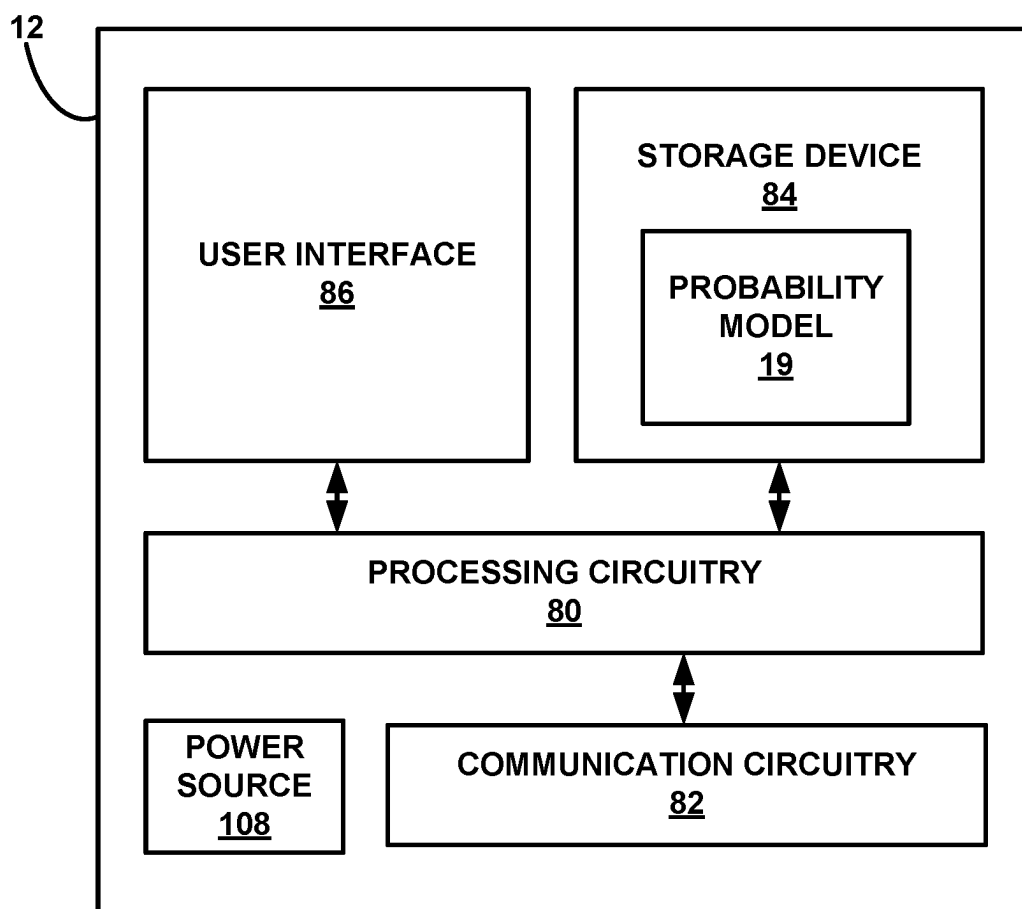 12
USER INTERFACE
86
STORAGE DEVICE
84
PROBABILITY
MODEL
19
PROCESSING CIRCUITRY
80
POWER
SOURCE
108
COMMUNICATION CIRCUITRY
82